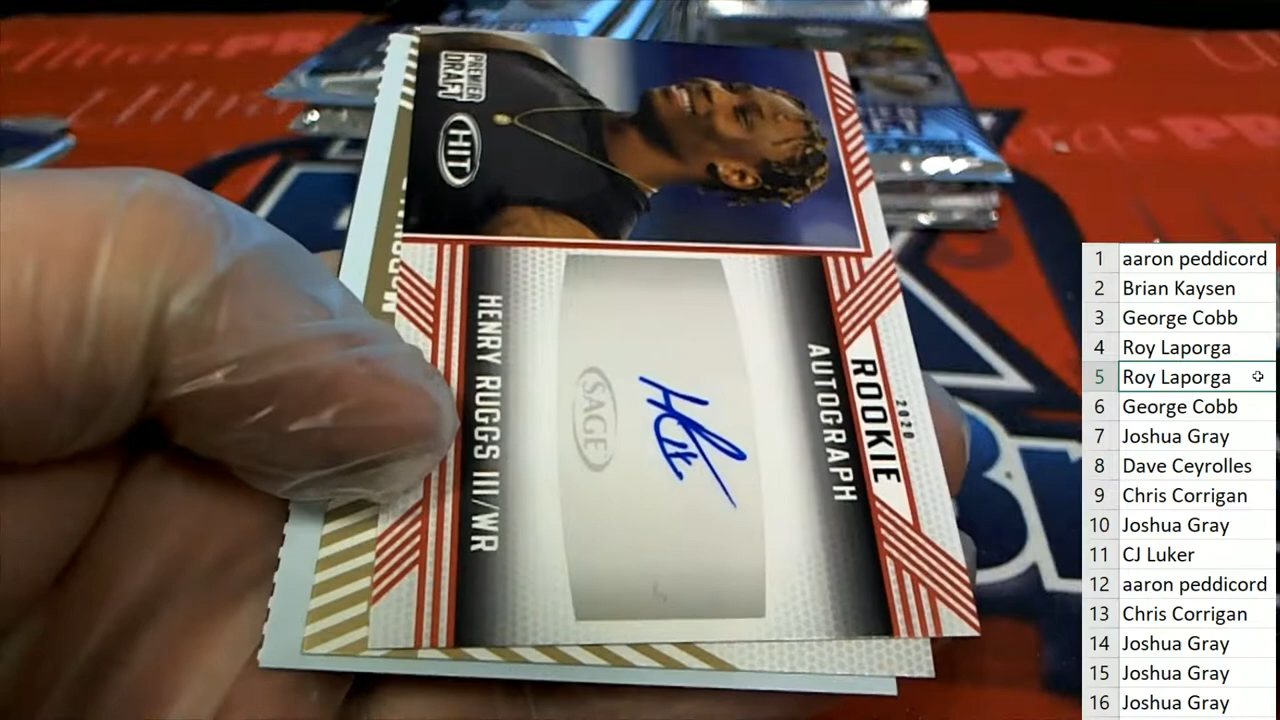 PREMIER
DRAFT
HIT
2020
ROOKIE
AUTOGRAPH
SAGE
HENRY RUGGS III/WR
PRO
1 aaron peddicord
2 Brian Kaysen
3 George Cobb
4 Roy Laporga
5 Roy Laporga
6 George Cobb
7 Joshua Gray
8 Dave Ceyrolles
9 Chris Corrigan
10 Joshua Gray
11 CJ Luker
12 aaron peddicord
13 Chris Corrigan
14 Joshua Gray
15 Joshua Gray
16 Joshua Gray